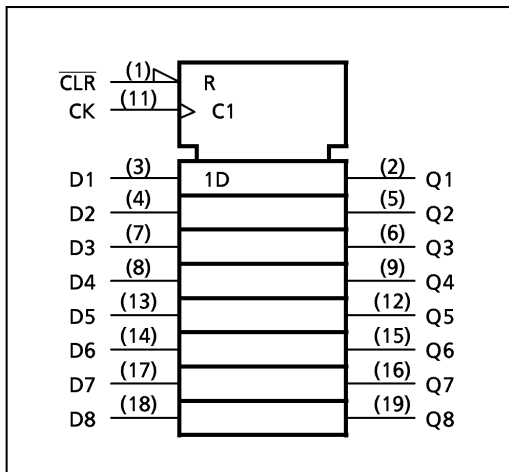 C̅L̅R̅ (1) R
CK (11) C1
D1 (3) 1D (2) Q1
D2 (4) (5) Q2
D3 (7) (6) Q3
D4 (8) (9) Q4
D5 (13) (12) Q5
D6 (14) (15) Q6
D7 (17) (16) Q7
D8 (18) (19) Q8